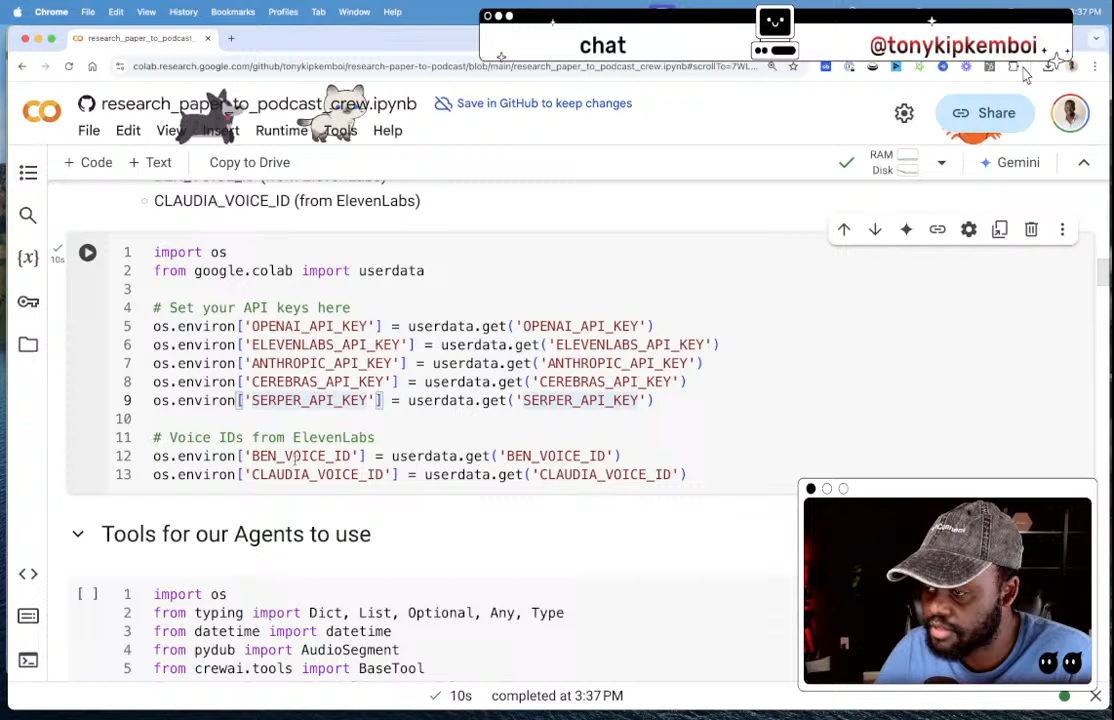 Chrome File Edit View History Bookmarks Profiles Tab Window Help
3:37 PM
chat
@tonykipkemboi
research_paper_to_podcast_
colab.research.google.com/github/tonykipkemboi/research-paper-to-podcast/blob/main/research_paper_to_podcast_crew.ipynb#scrollTo=7WL...
research_paper_to_podcast_crew.ipynb
Save in GitHub to keep changes
Share
File Edit View Insert Runtime Tools Help
+ Code + Text Copy to Drive
RAM
Disk
Gemini
CLAUDIA_VOICE_ID (from ElevenLabs)
10s
1 import os
2 from google.colab import userdata
3
4 # Set your API keys here
5 os.environ['OPENAI_API_KEY'] = userdata.get('OPENAI_API_KEY')
6 os.environ['ELEVENLABS_API_KEY'] = userdata.get('ELEVENLABS_API_KEY')
7 os.environ['ANTHROPIC_API_KEY'] = userdata.get('ANTHROPIC_API_KEY')
8 os.environ['CEREBRAS_API_KEY'] = userdata.get('CEREBRAS_API_KEY')
9 os.environ['SERPER_API_KEY'] = userdata.get('SERPER_API_KEY')
10
11 # Voice IDs from ElevenLabs
12 os.environ['BEN_VOICE_ID'] = userdata.get('BEN_VOICE_ID')
13 os.environ['CLAUDIA_VOICE_ID'] = userdata.get('CLAUDIA_VOICE_ID')
Tools for our Agents to use
[ ] 1 import os
2 from typing import Dict, List, Optional, Any, Type
3 from datetime import datetime
4 from pydub import AudioSegment
5 from crewai.tools import BaseTool
10s completed at 3:37 PM